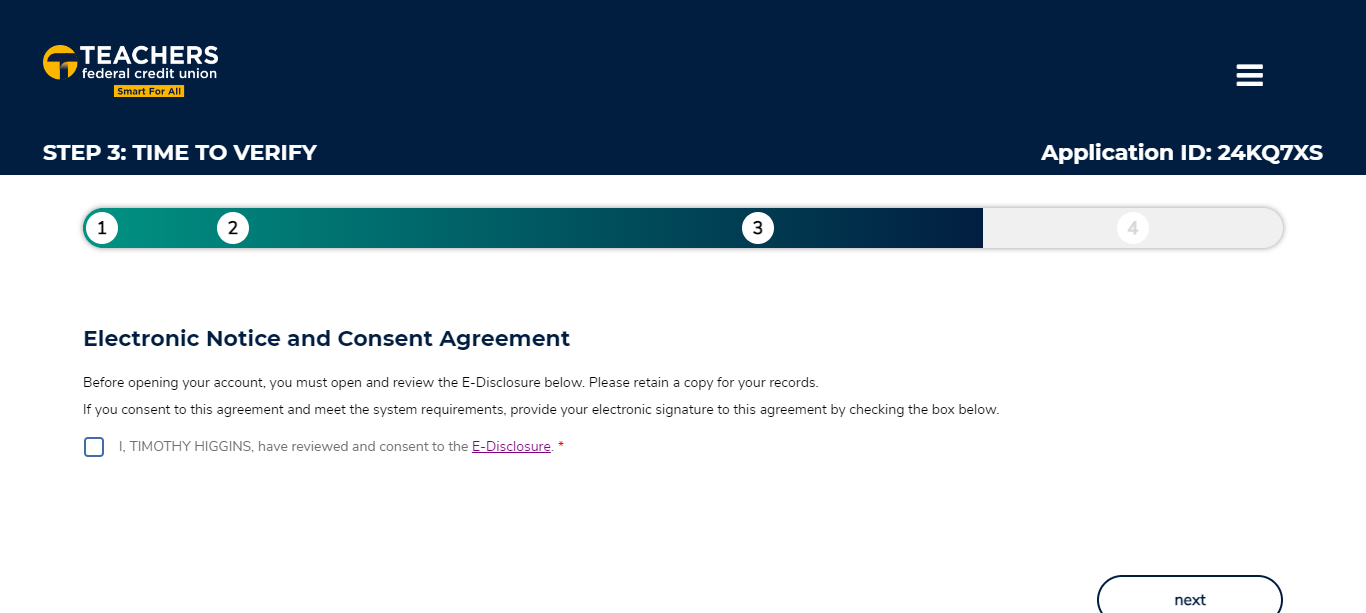 TEACHERS
federal credit union
Smart For All
STEP 3: TIME TO VERIFY
Application ID: 24KQ7XS
1 2 3 4
Electronic Notice and Consent Agreement
Before opening your account, you must open and review the E-Disclosure below. Please retain a copy for your records.
If you consent to this agreement and meet the system requirements, provide your electronic signature to this agreement by checking the box below.
I, TIMOTHY HIGGINS, have reviewed and consent to the E-Disclosure. *
next